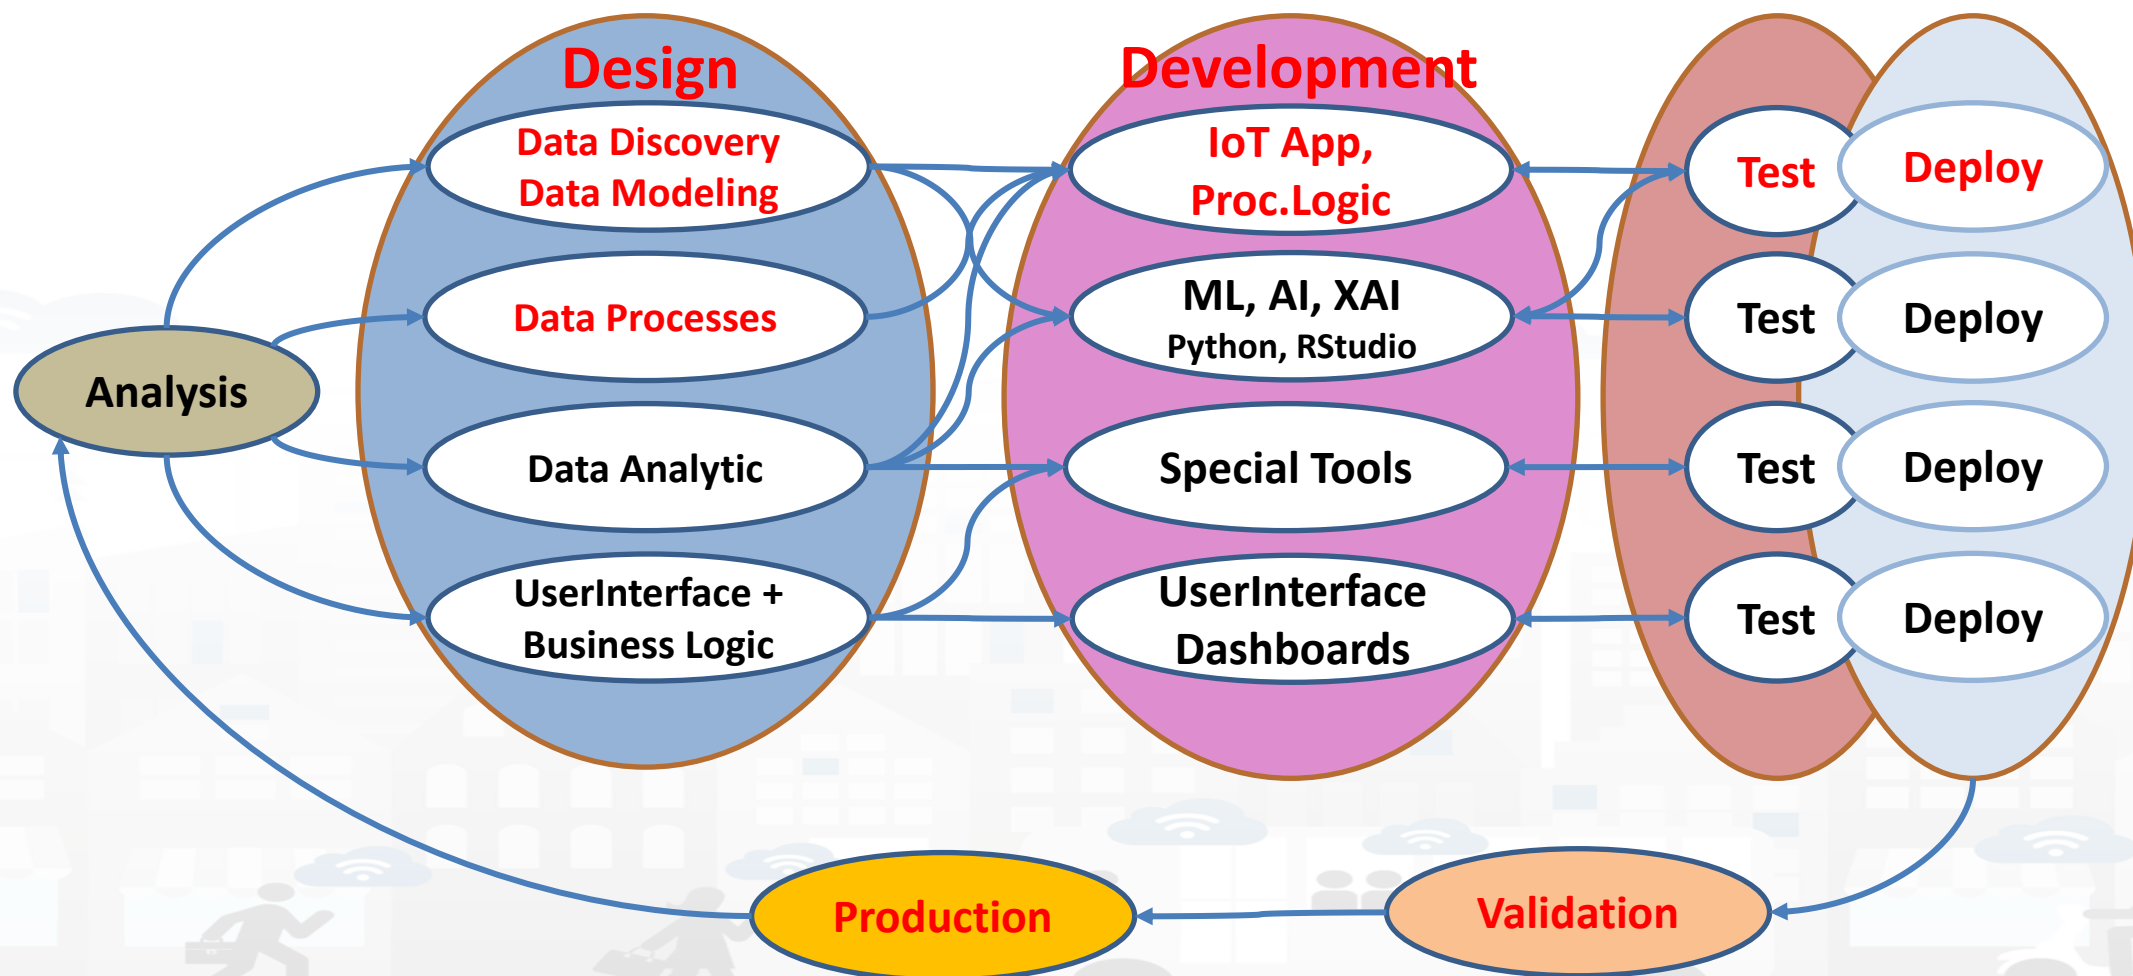 Design
Development
Data Discovery
Data Modeling
IoT App,
Proc.Logic
Test
Deploy
Data Processes
ML, AI, XAI
Python, RStudio
Test
Deploy
Analysis
Data Analytic
Special Tools
Test
Deploy
UserInterface +
Business Logic
UserInterface
Dashboards
Test
Deploy
Production
Validation